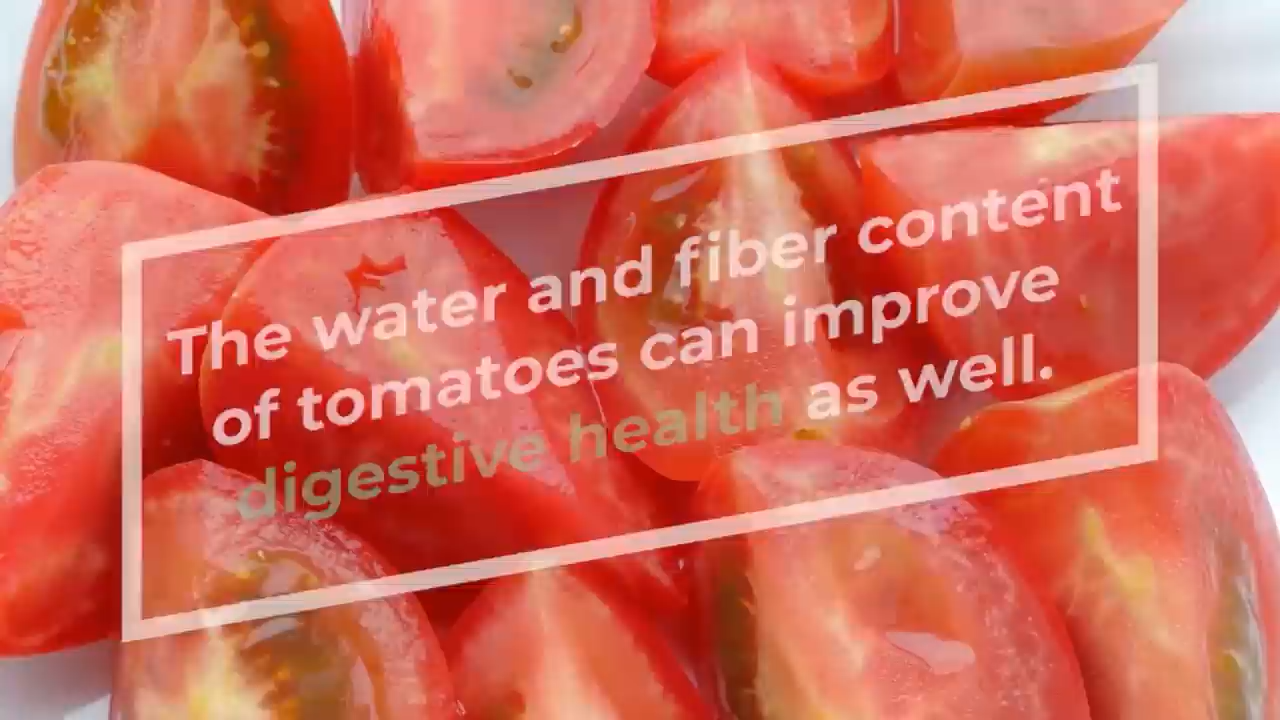 The water and fiber content
of tomatoes can improve
digestive health as well.